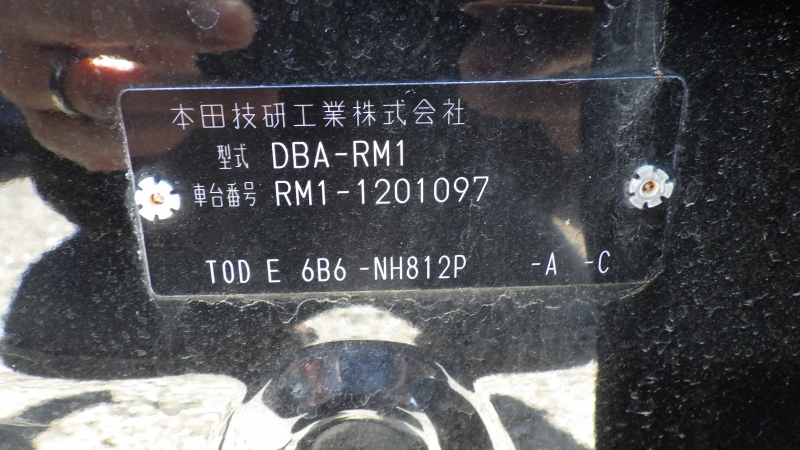 本田技研工業株式会社
型式 DBA-RM1
車台番号 RM1-1201097
TOD E 6B6 -NH812P -A -C